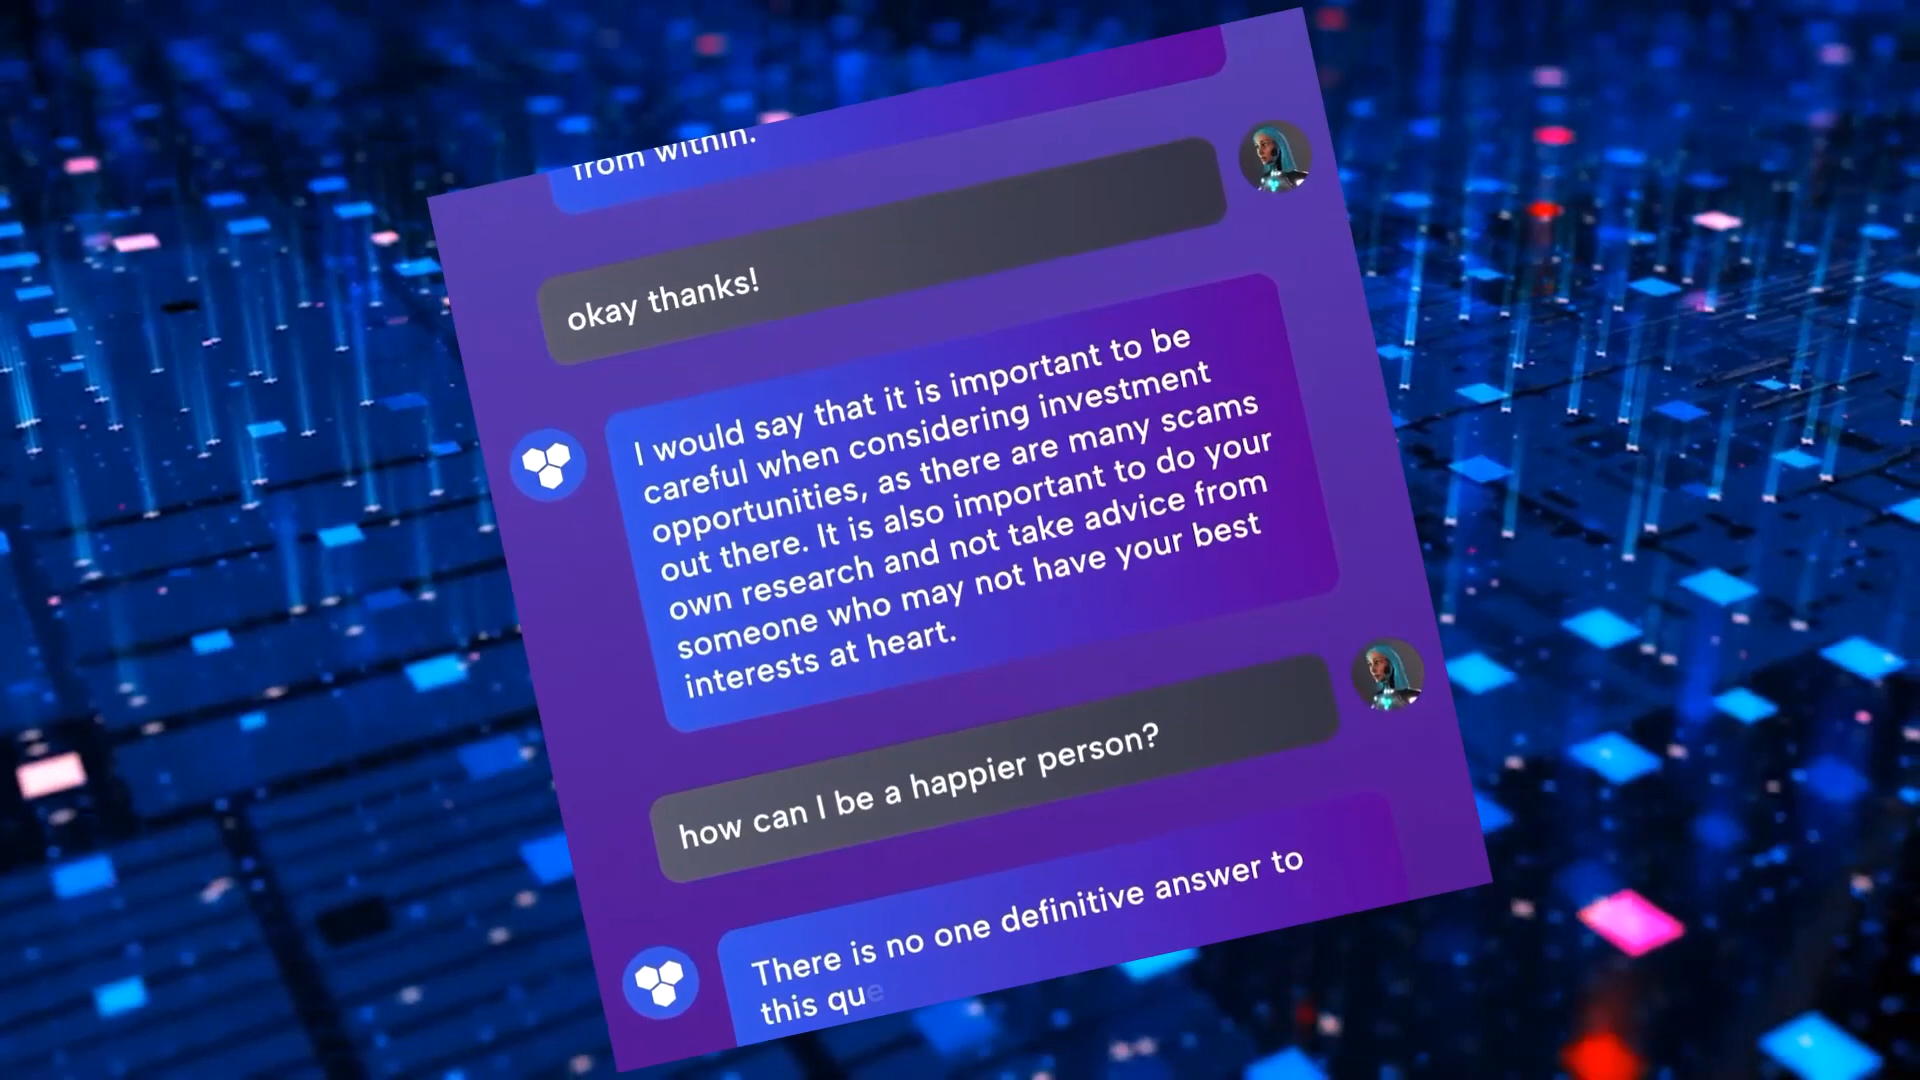 from within.
okay thanks!
I would say that it is important to be
careful when considering investment
opportunities, as there are many scams
out there. It is also important to do your
own research and not take advice from
someone who may not have your best
interests at heart.
how can I be a happier person?
There is no one definitive answer to
this que